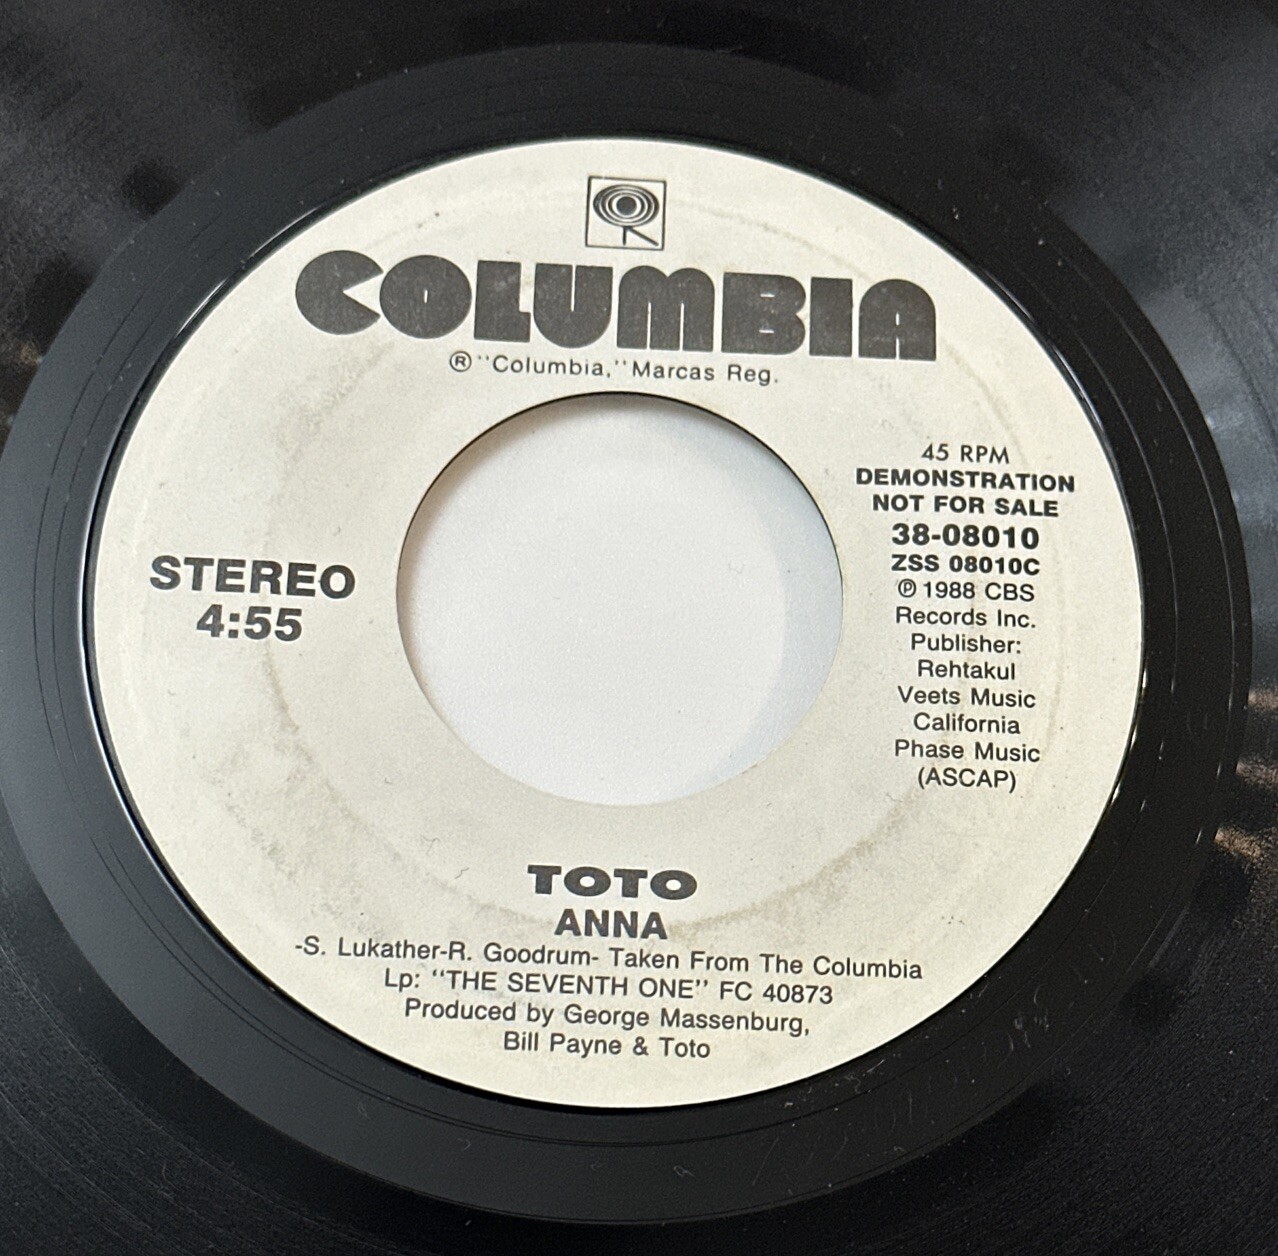 COLUMBIA
® "Columbia," Marcas Reg.
45 RPM
DEMONSTRATION
NOT FOR SALE
38-08010
ZSS 08010C
℗ 1988 CBS
Records Inc.
Publisher:
Rehtakul
Veets Music
California
Phase Music
(ASCAP)
STEREO
4:55
TOTO
ANNA
-S. Lukather-R. Goodrum- Taken From The Columbia
Lp: "THE SEVENTH ONE" FC 40873
Produced by George Massenburg,
Bill Payne & Toto